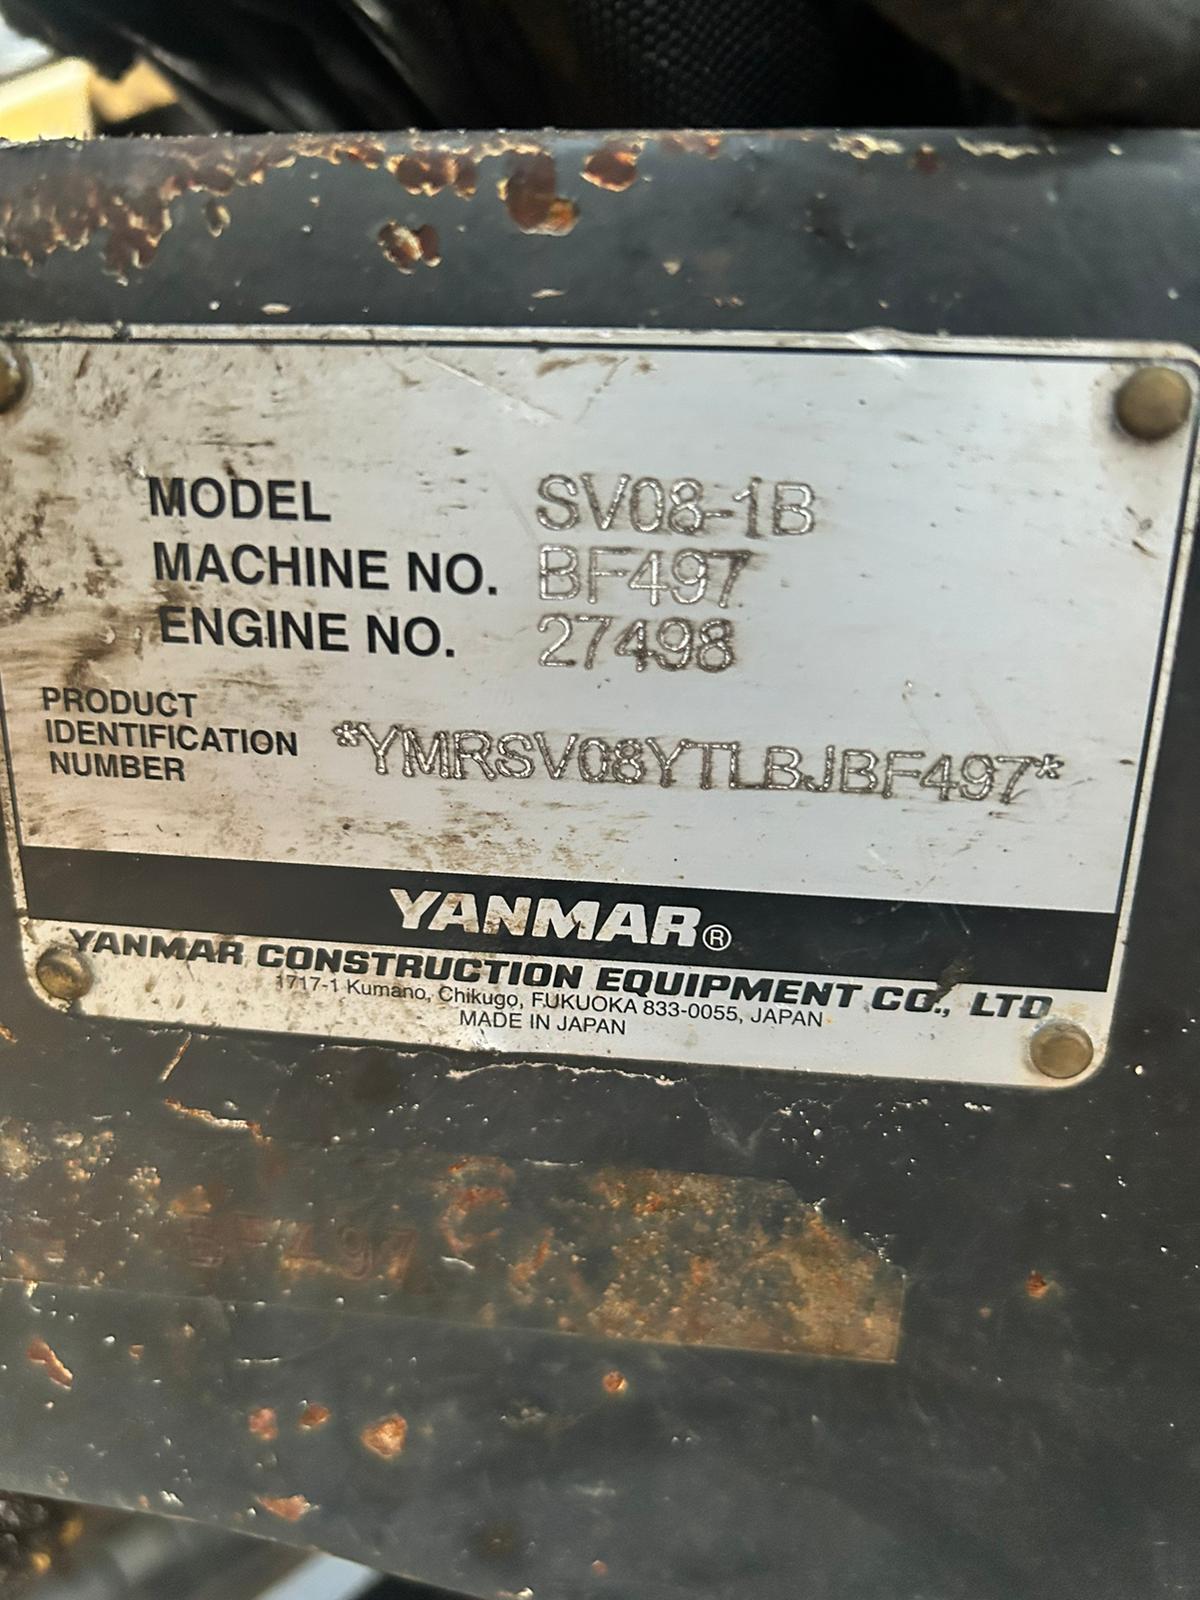 MODEL SV08-1B
MACHINE NO. BF497
ENGINE NO. 27498
PRODUCT
IDENTIFICATION
NUMBER
*YMRSV08YTLBJBF497*
YANMAR®
YANMAR CONSTRUCTION EQUIPMENT CO., LTD
1717-1 Kumano, Chikugo, FUKUOKA 833-0055, JAPAN
MADE IN JAPAN